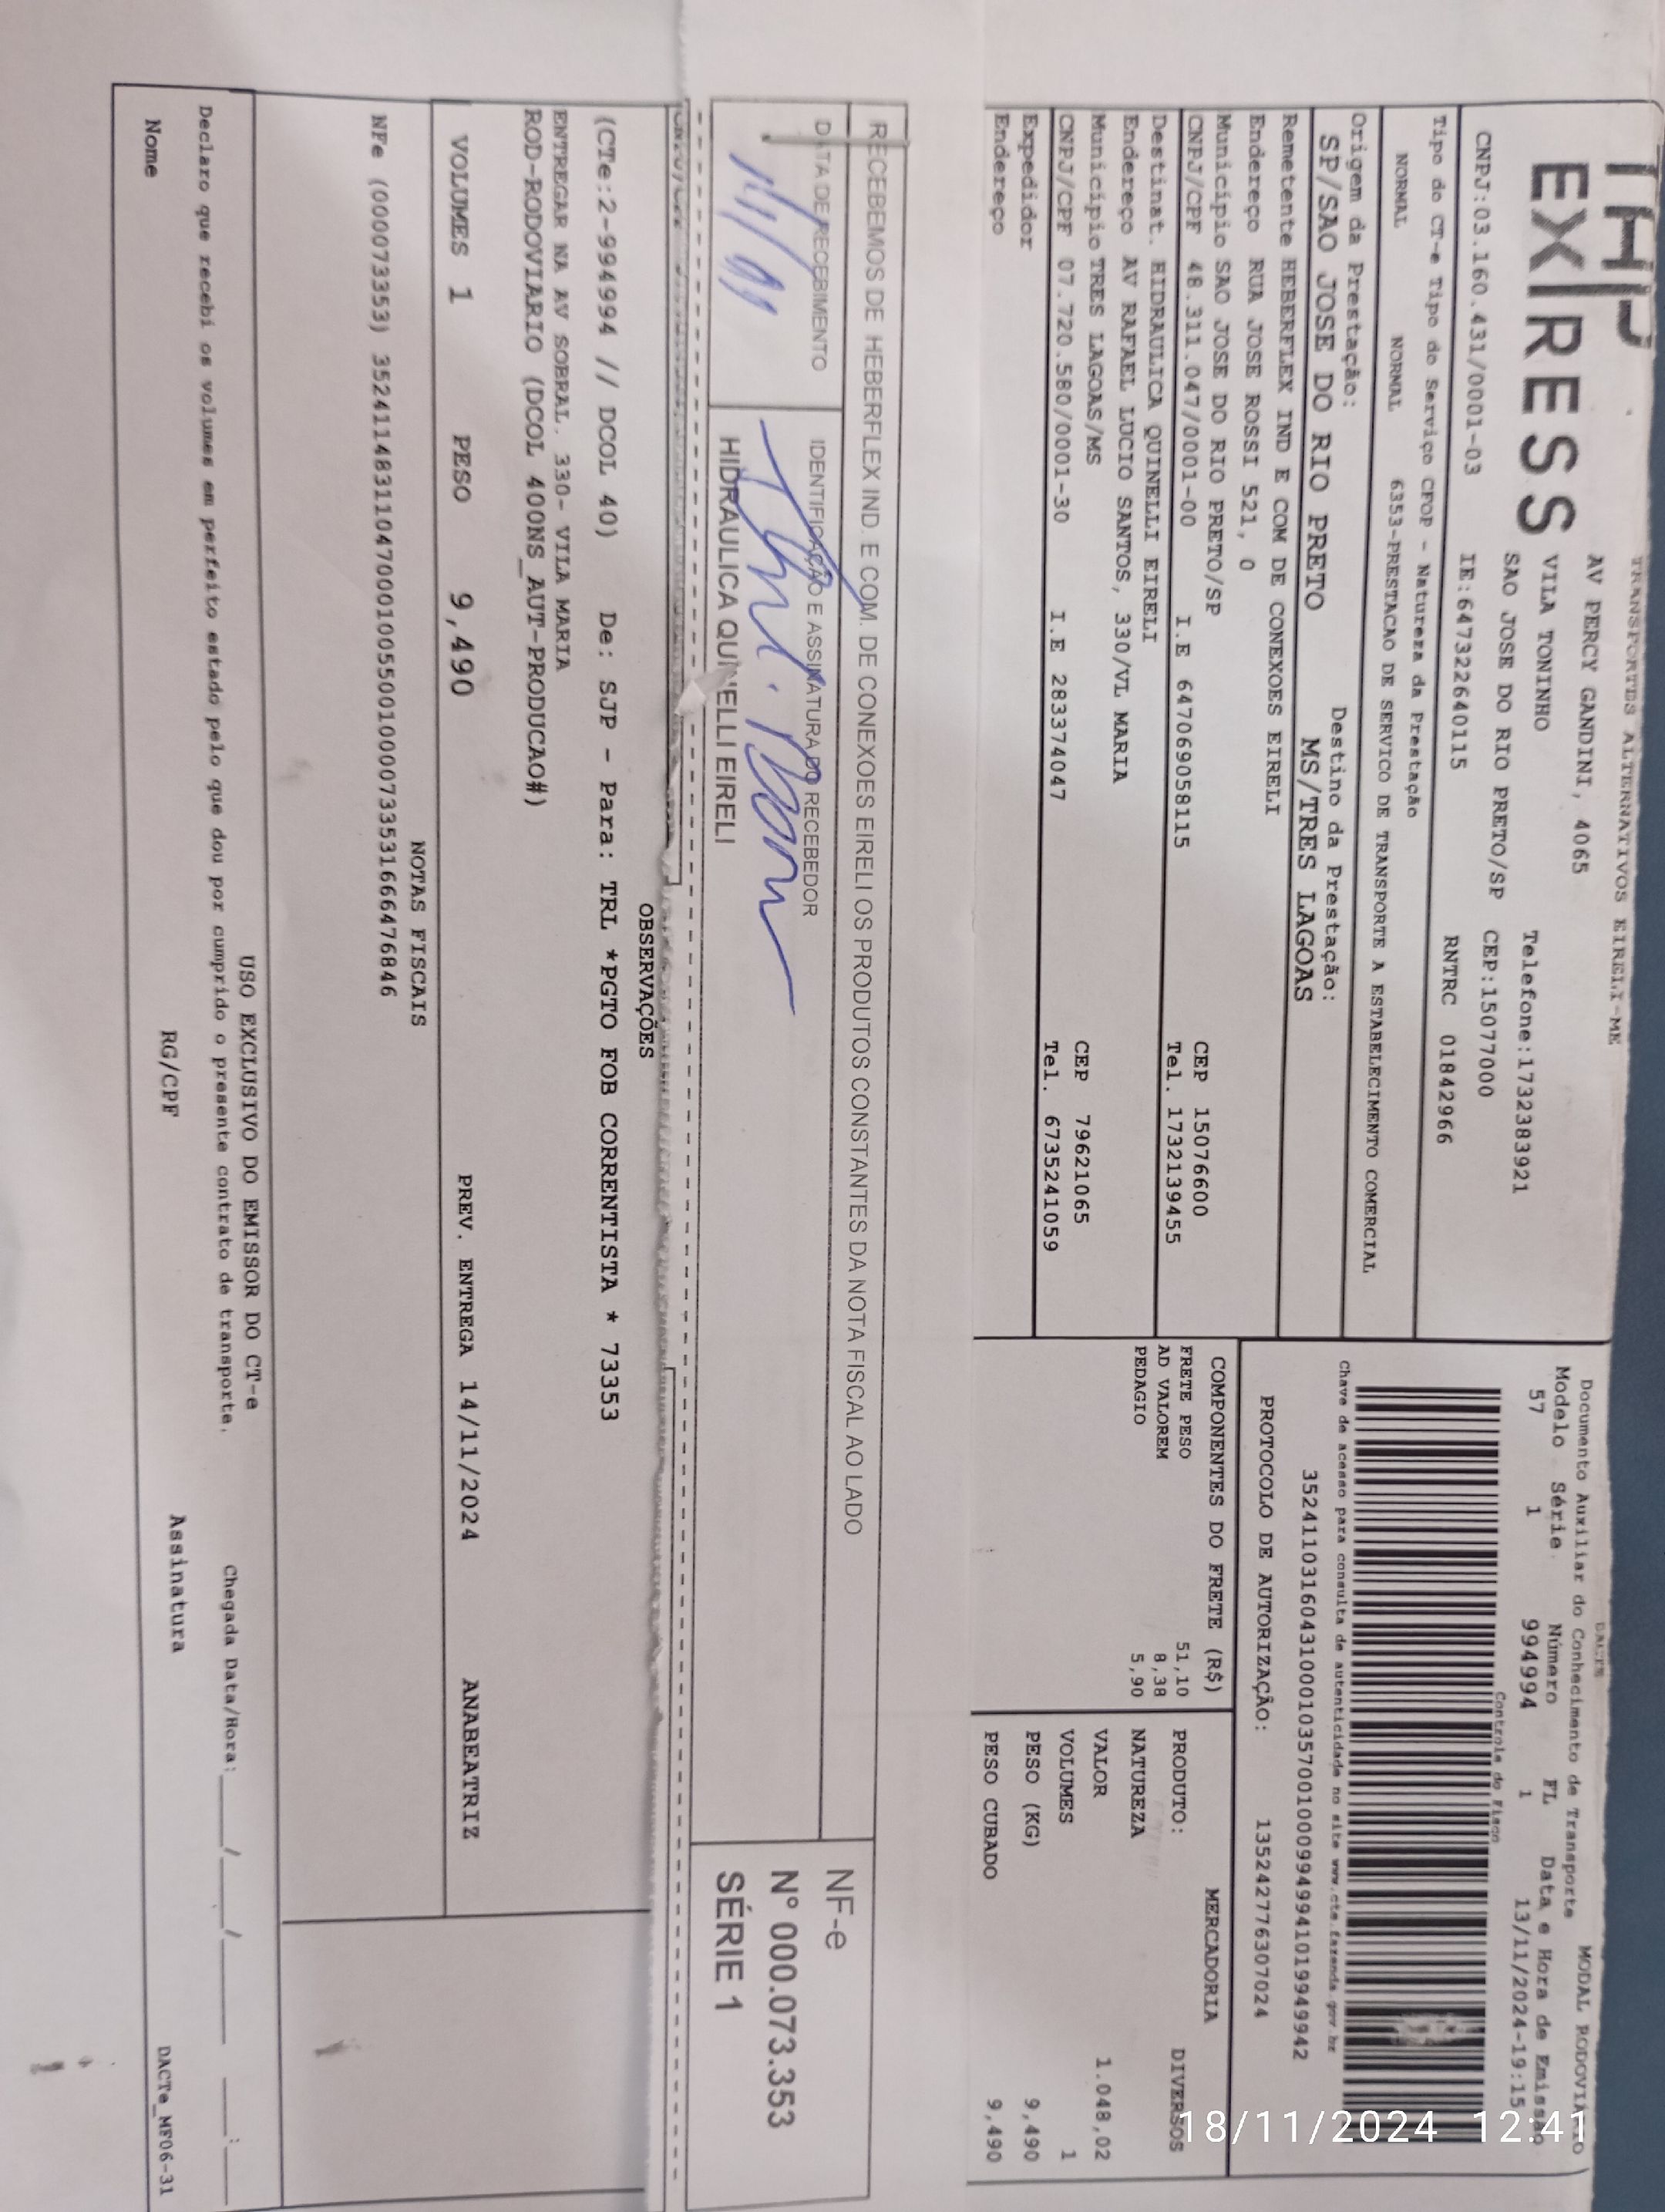 THP
EXPRESS
TRANSPORTES ALTERNATIVOS EIRELI-ME
AV PERCY GANDINI, 4065
VILA TONINHO
SAO JOSE DO RIO PRETO/SP
Telefone:1732383921
CEP:15077000
CNPJ:03.160.431/0001-03
IE:647322640115
RNTRC 01842966
Tipo do CT-e Tipo do Serviço CFOP - Natureza da Prestação
NORMAL NORMAL 6353-PRESTACAO DE SERVICO DE TRANSPORTE A ESTABELECIMENTO COMERCIAL
Origem da Prestação: Destino da Prestação:
SP/SAO JOSE DO RIO PRETO MS/TRES LAGOAS
Remetente HEBERFLEX IND E COM DE CONEXOES EIRELI
Endereço RUA JOSE ROSSI 521, 0
Município SAO JOSE DO RIO PRETO/SP CEP 15076600
CNPJ/CPF 48.311.047/0001-00 I.E 647069058115 Tel. 1732139455
Destinat. HIDRAULICA QUINELLI EIRELI
Endereço AV RAFAEL LUCIO SANTOS, 330/VL MARIA
Município TRES LAGOAS/MS CEP 79621065
CNPJ/CPF 07.720.580/0001-30 I.E 283374047 Tel. 6735241059
Expedidor
Endereço
DACTE
Documento Auxiliar do Conhecimento de Transporte MODAL RODOVIÁRIO
Modelo Série Número FL Data e Hora de Emissão
57 1 994994 1 13/11/2024-19:15
Controle do Fisco
Chave de acesso para consulta de autenticidade no site www.cte.fazenda.gov.br
35241103160431000103570010009949941019949942
PROTOCOLO DE AUTORIZAÇÃO: 135242776307024
COMPONENTES DO FRETE (R$)
FRETE PESO 51,10
AD VALOREM 8,38
PEDAGIO 5,90
MERCADORIA
PRODUTO: DIVERSOS
NATUREZA
VALOR 1.048,02
VOLUMES 1
PESO (KG) 9,490
PESO CUBADO 9,490
18/11/2024 12:41
RECEBEMOS DE HEBERFLEX IND. E COM. DE CONEXOES EIRELI OS PRODUTOS CONSTANTES DA NOTA FISCAL AO LADO
DATA DE RECEBIMENTO
IDENTIFICAÇÃO E ASSINATURA DO RECEBEDOR
HIDRAULICA QUINELLI EIRELI
NF-e
N° 000.073.353
SÉRIE 1
OBSERVAÇÕES
(CTe:2-994994 // DCOL 40) De: SJP - Para: TRL *PGTO FOB CORRENTISTA * 73353
ENTREGAR NA AV SOBRAL. 330- VILA MARIA
ROD-RODOVIARIO (DCOL 40ONS_AUT-PRODUCAO#)
VOLUMES 1 PESO 9,490 PREV. ENTREGA 14/11/2024 ANABEATRIZ
NOTAS FISCAIS
NFe (000073353) 35241148311047000100550010000733531664476846
USO EXCLUSIVO DO EMISSOR DO CT-e
Declaro que recebi os volumes em perfeito estado pelo que dou por cumprido o presente contrato de transporte. Chegada Data/Hora:____/____/______ ____:____
Nome RG/CPF Assinatura DACTe_MF06-31